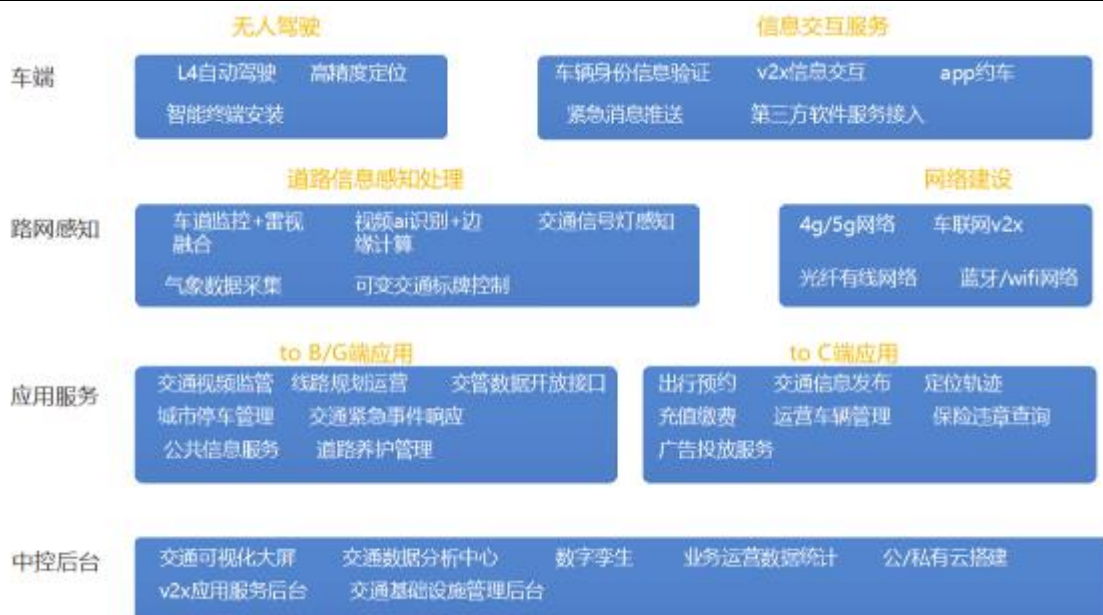 无人驾驶 信息交互服务
车端
L4自动驾驶 高精度定位
智能终端安装
车辆身份信息验证 v2x信息交互 app约车
紧急消息推送 第三方软件服务接入
道路信息感知处理 网络建设
路网感知
车道监控+雷视
融合
视频ai识别+边
缘计算
交通信号灯感知
气象数据采集 可变交通标牌控制
4g/5g网络 车联网v2x
光纤有线网络 蓝牙/wifi网络
to B/G端应用 to C端应用
应用服务
交通视频监管 线路规划运营 交管数据开放接口
城市停车管理 交通紧急事件响应
公共信息服务 道路养护管理
出行预约 交通信息发布 定位轨迹
充值缴费 运营车辆管理 保险违章查询
广告投放服务
中控后台
交通可视化大屏 交通数据分析中心 数字孪生 业务运营数据统计 公/私有云搭建
v2x应用服务后台 交通基础设施管理后台